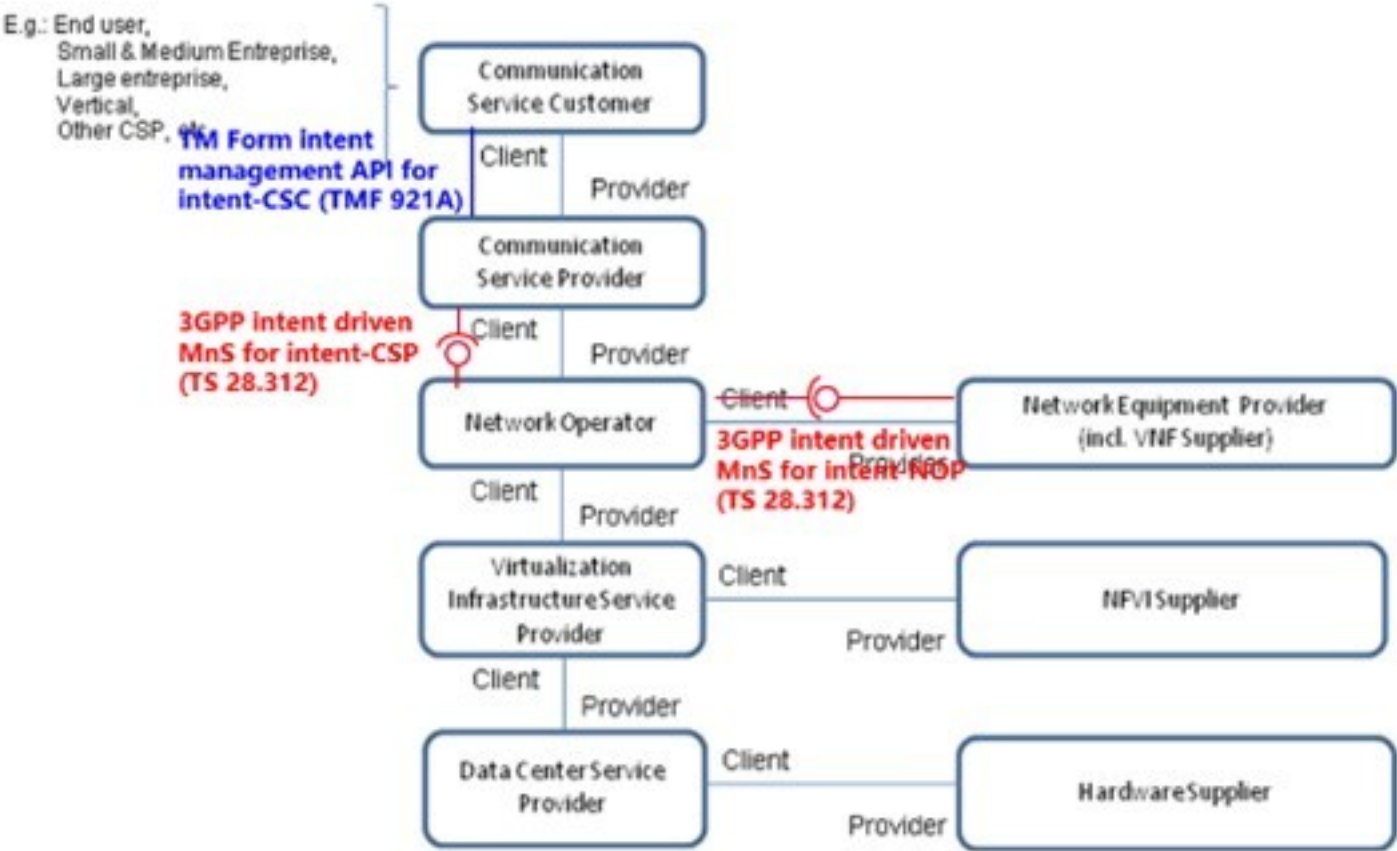 E.g.: End user,
Small & Medium Entreprise,
Large entreprise,
Vertical,
Other CSP, etc
Communication
Service Customer
TM Form intent
management API for
intent-CSC (TMF 921A)
Client
Provider
Communication
Service Provider
3GPP intent driven
MnS for intent-CSP
(TS 28.312)
Client
Provider
Network Operator
Client
Network Equipment Provider
(incl. VNF Supplier)
3GPP intent driven
MnS for intent-NOP
(TS 28.312)
Provider
Client
Provider
Virtualization
Infrastructure Service
Provider
Client
Provider
NFVI Supplier
Client
Provider
Data Center Service
Provider
Client
Provider
Hardware Supplier